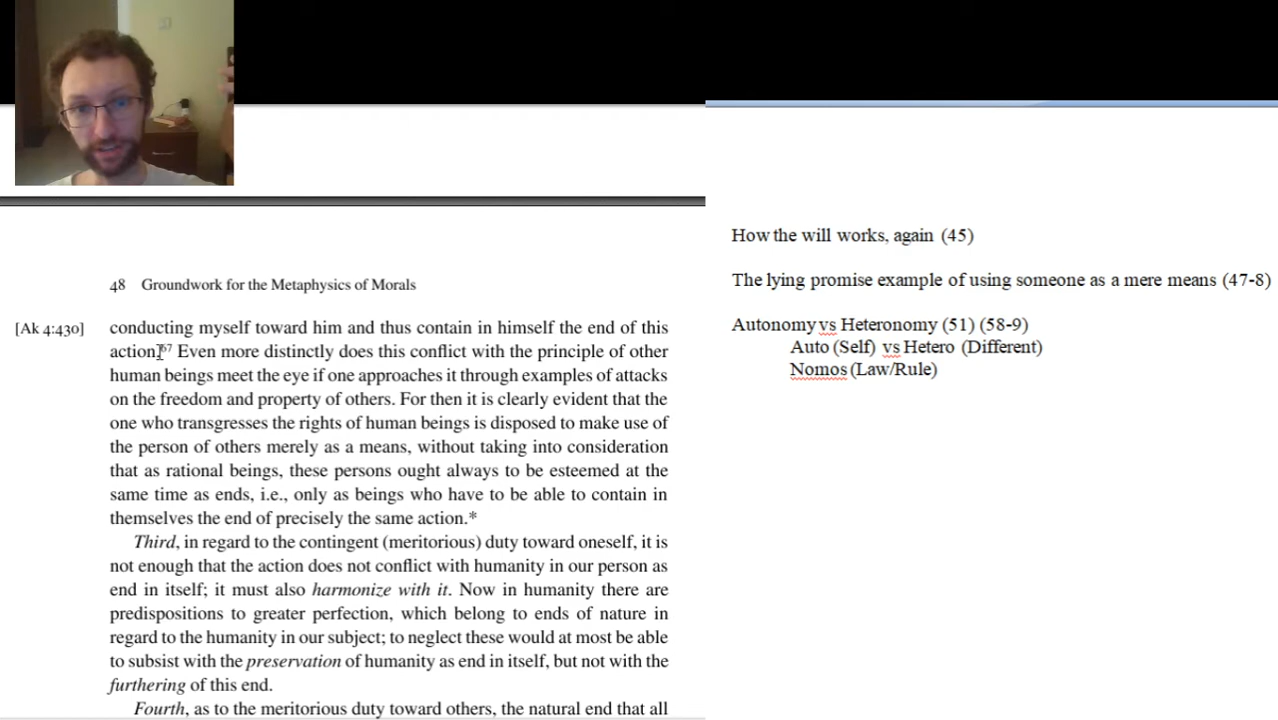 48 Groundwork for the Metaphysics of Morals
[Ak 4:430] conducting myself toward him and thus contain in himself the end of this
action.67 Even more distinctly does this conflict with the principle of other
human beings meet the eye if one approaches it through examples of attacks
on the freedom and property of others. For then it is clearly evident that the
one who transgresses the rights of human beings is disposed to make use of
the person of others merely as a means, without taking into consideration
that as rational beings, these persons ought always to be esteemed at the
same time as ends, i.e., only as beings who have to be able to contain in
themselves the end of precisely the same action.*
Third, in regard to the contingent (meritorious) duty toward oneself, it is
not enough that the action does not conflict with humanity in our person as
end in itself; it must also harmonize with it. Now in humanity there are
predispositions to greater perfection, which belong to ends of nature in
regard to the humanity in our subject; to neglect these would at most be able
to subsist with the preservation of humanity as end in itself, but not with the
furthering of this end.
Fourth, as to the meritorious duty toward others, the natural end that all
How the will works, again (45)
The lying promise example of using someone as a mere means (47-8)
Autonomy vs Heteronomy (51) (58-9)
Auto (Self) vs Hetero (Different)
Nomos (Law/Rule)